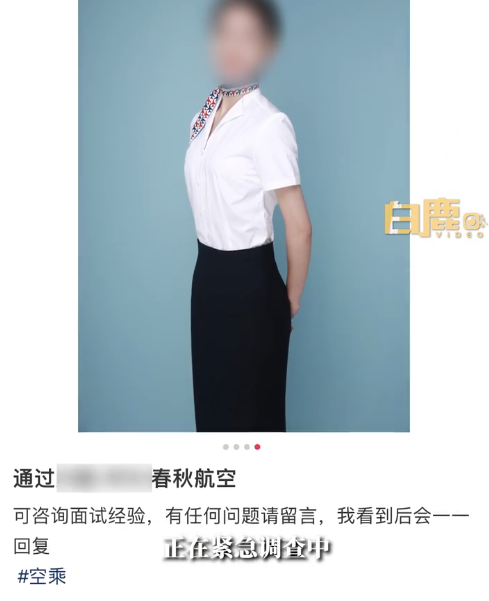 白鹿
VIDEO
通过 春秋航空
可咨询面试经验，有任何问题请留言，我看到后会一一
回复
正在紧急调查中
#空乘